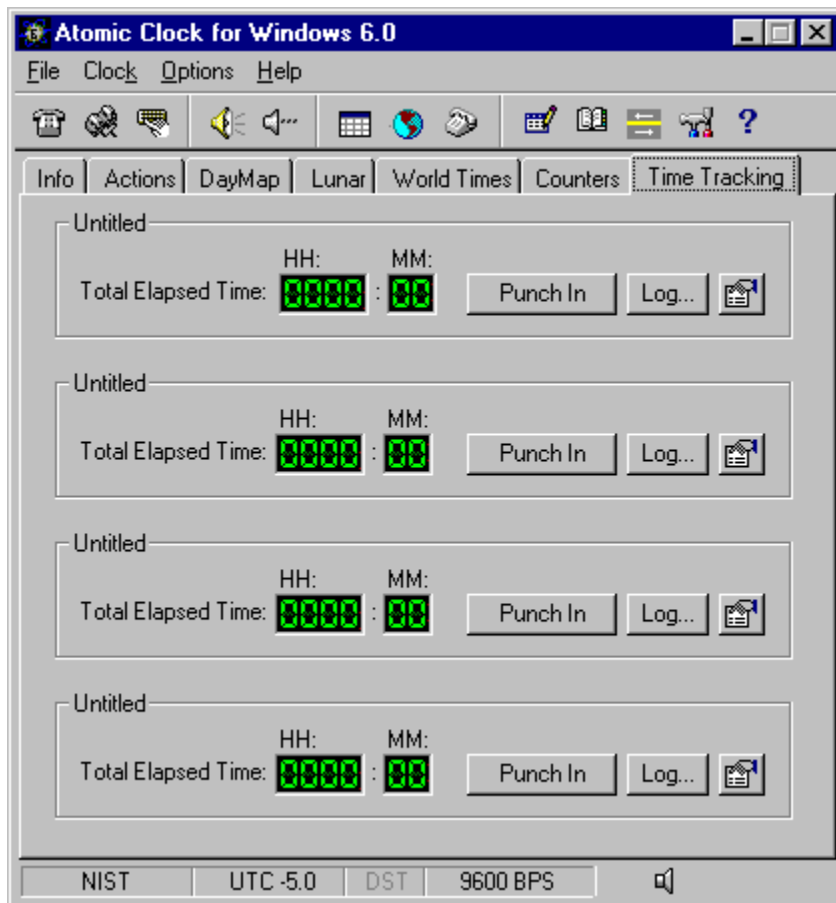 Atomic Clock for Windows 6.0
File Clock Options Help
?
Info Actions DayMap Lunar World Times Counters Time Tracking
Untitled
HH: MM:
Total Elapsed Time: 0000 : 00 Punch In Log...
Untitled
HH: MM:
Total Elapsed Time: 0000 : 00 Punch In Log...
Untitled
HH: MM:
Total Elapsed Time: 0000 : 00 Punch In Log...
Untitled
HH: MM:
Total Elapsed Time: 0000 : 00 Punch In Log...
NIST UTC -5.0 DST 9600 BPS